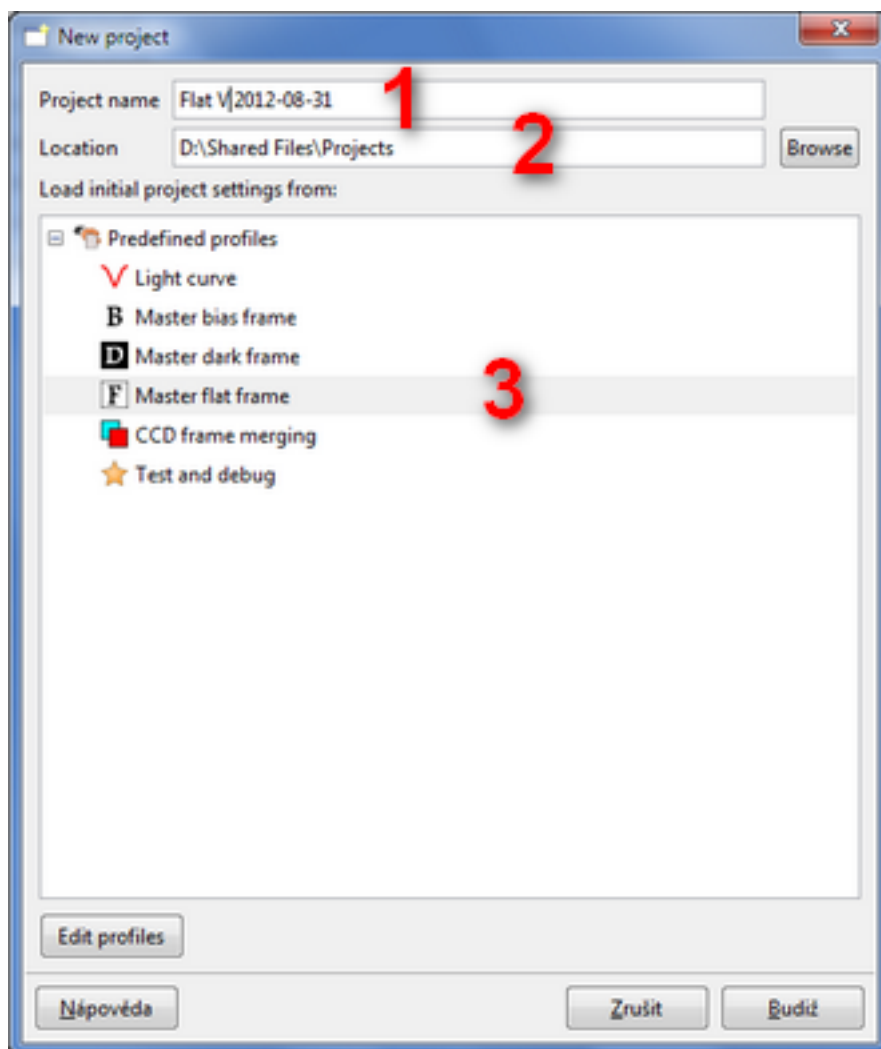 New project
Project name Flat V 2012-08-31 1
Location D:\Shared Files\Projects 2 Browse
Load initial project settings from:
Predefined profiles
Light curve
B Master bias frame
D Master dark frame
F Master flat frame 3
CCD frame merging
Test and debug
Edit profiles
Nápověda Zrušit Budiž